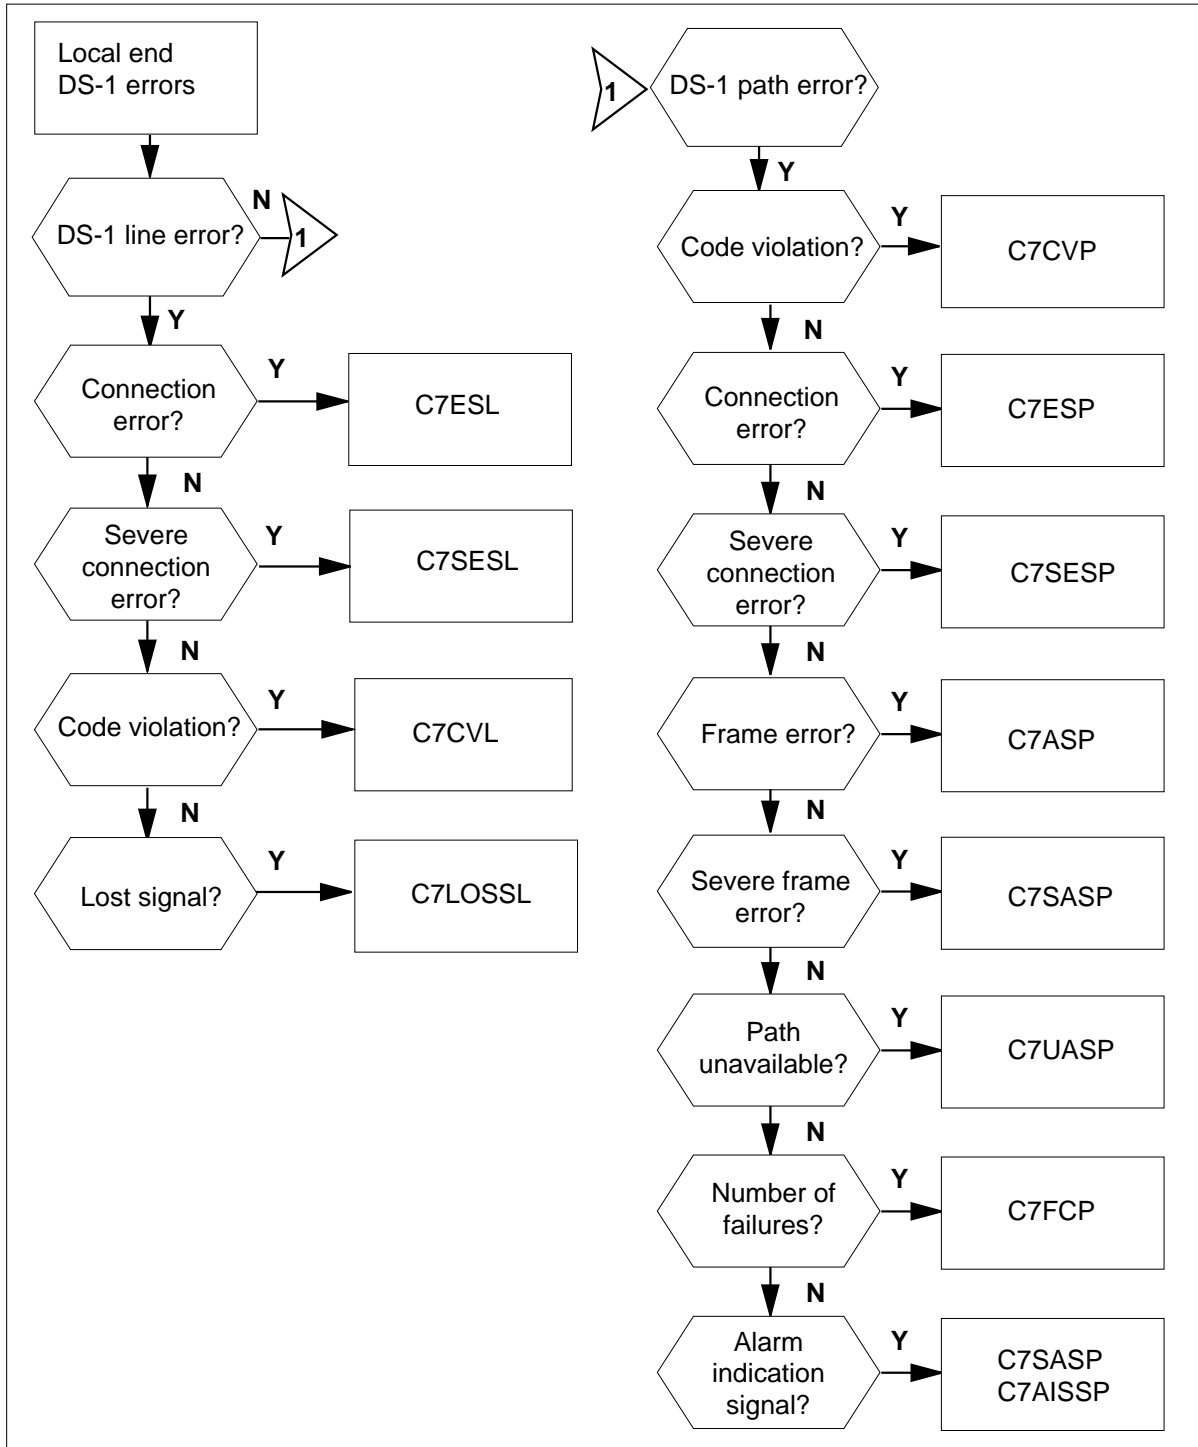 Local end
DS-1 errors
DS-1 line error?
N
1
Y
Connection
error?
Y
C7ESL
N
Severe
connection
error?
Y
C7SESL
N
Code violation?
Y
C7CVL
N
Lost signal?
Y
C7LOSSL
1
DS-1 path error?
Y
Code violation?
Y
C7CVP
N
Connection
error?
Y
C7ESP
N
Severe
connection
error?
Y
C7SESP
N
Frame error?
Y
C7ASP
N
Severe frame
error?
Y
C7SASP
N
Path
unavailable?
Y
C7UASP
N
Number of
failures?
Y
C7FCP
N
Alarm
indication
signal?
Y
C7SASP
C7AISSP